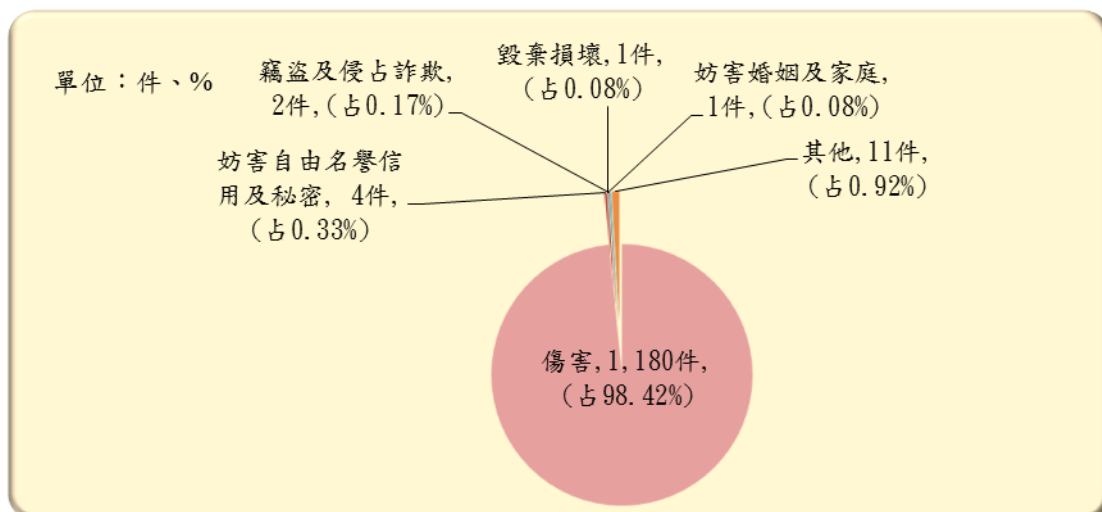 單位：件、%
竊盜及侵占詐欺,
2件,(占0.17%)
毀棄損壞,1件,
(占0.08%)
妨害婚姻及家庭,
1件,(占0.08%)
妨害自由名譽信
用及秘密, 4件,
(占0.33%)
其他,11件,
(占0.92%)
傷害,1,180件,
(占98.42%)